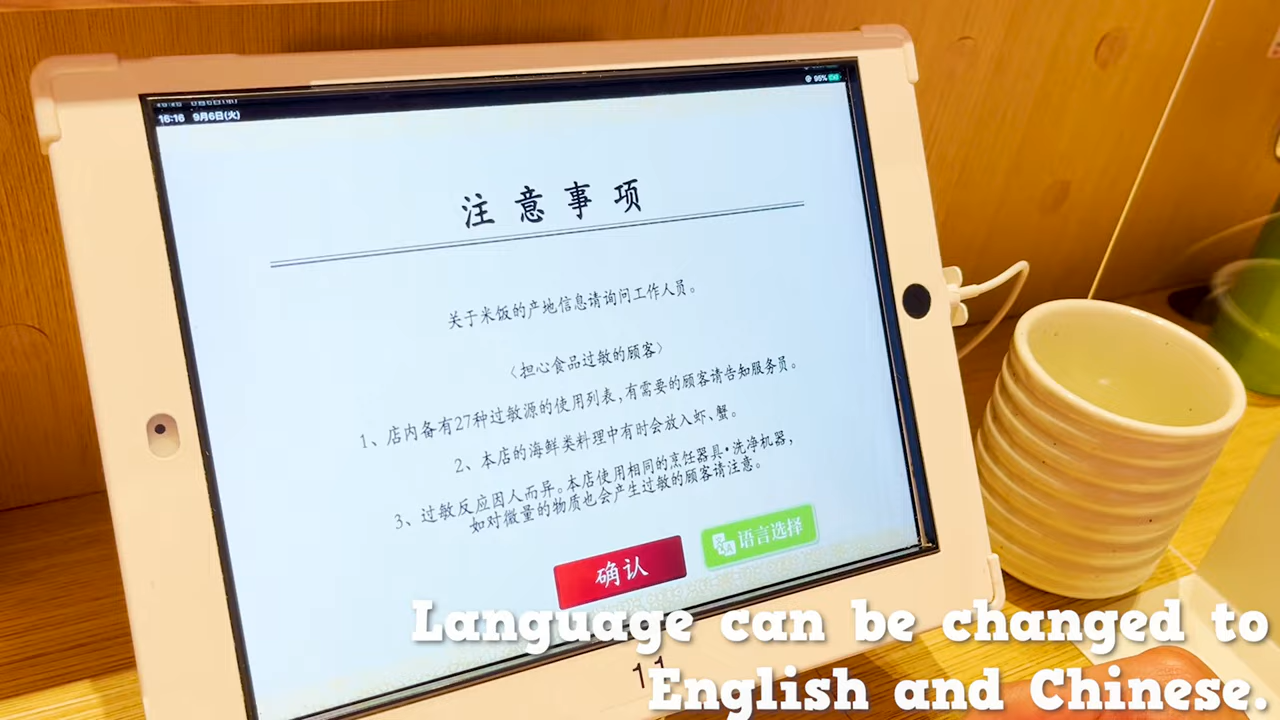 16:16 9月6日(火)
95%
注意事项
关于米饭的产地信息请询问工作人员。
〈担心食品过敏的顾客〉
1、店内备有27种过敏源的使用列表,有需要的顾客请告知服务员。
2、本店的海鲜类料理中有时会放入虾、蟹。
3、过敏反应因人而异。本店使用相同的烹饪器具•洗净机器,
如对微量的物质也会产生过敏的顾客请注意。
确认
语言选择
11
Language can be changed to
English and Chinese.